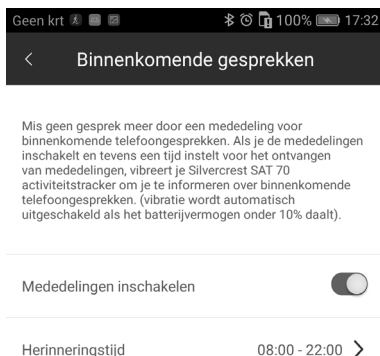 Geen krt 100% 17:32
Binnenkomende gesprekken
Mis geen gesprek meer door een mededeling voor
binnenkomende telefoongesprekken. Als je de mededelingen
inschakelt en tevens een tijd instelt voor het ontvangen
van mededelingen, vibreert je Silvercrest SAT 70
activiteitstracker om je te informeren over binnenkomende
telefoongesprekken. (vibratie wordt automatisch
uitgeschakeld als het batterijvermogen onder 10% daalt).
Mededelingen inschakelen
Herinneringstijd 08:00 - 22:00